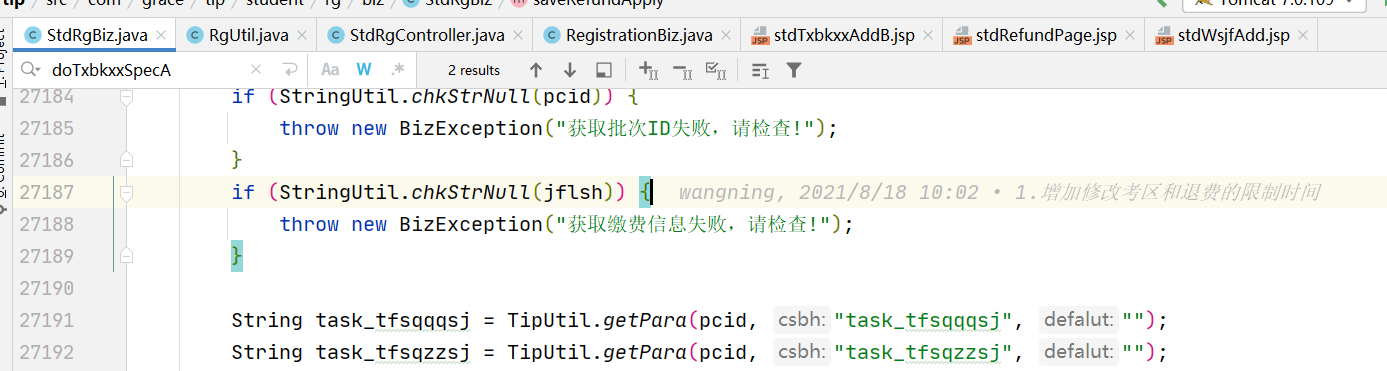 tip src com grace tip student rg biz StdRgBiz saveRefundApply Tomcat 7.0.109
StdRgBiz.java RgUtil.java StdRgController.java RegistrationBiz.java stdTxbkxxAddB.jsp stdRefundPage.jsp stdWsjfAdd.jsp
doTxbkxxSpecA Aa W .* 2 results
27184 if (StringUtil.chkStrNull(pcid)) {
27185 throw new BizException("获取批次ID失败，请检查!");
27186 }
27187 if (StringUtil.chkStrNull(jflsh)) { wangning, 2021/8/18 10:02 • 1.增加修改考区和退费的限制时间
27188 throw new BizException("获取缴费信息失败，请检查!");
27189 }
27190
27191 String task_tfsqqqsj = TipUtil.getPara(pcid, csbh: "task_tfsqqqsj", defalut: "");
27192 String task_tfsqzzsj = TipUtil.getPara(pcid, csbh: "task_tfsqzzsj", defalut: "");
Project
Commit